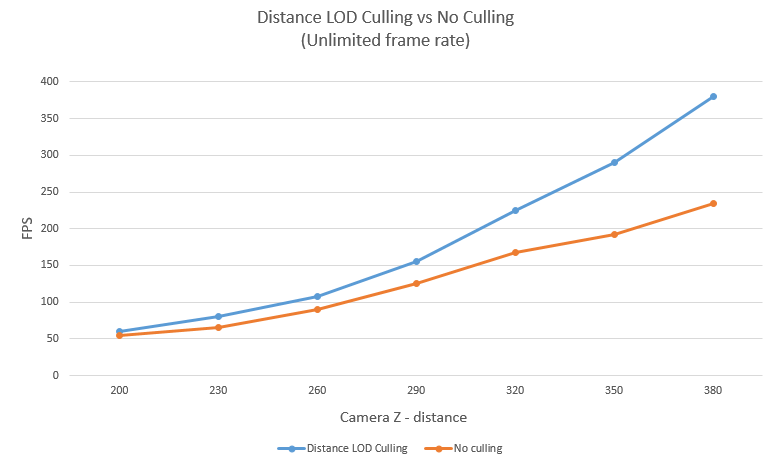 Distance LOD Culling vs No Culling
(Unlimited frame rate)
400
350
300
250
200
150
100
50
0
FPS
200 230 260 290 320 350 380
Camera Z - distance
Distance LOD Culling No culling